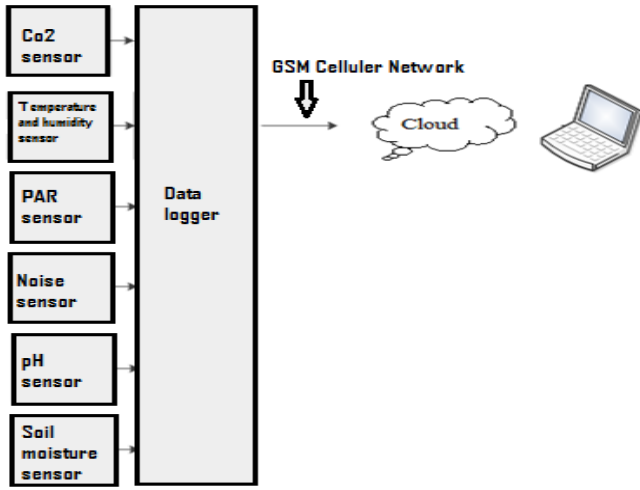 Co2
sensor
Temperature
and humidity
sensor
PAR
sensor
Noise
sensor
pH
sensor
Soil
moisture
sensor
Data
logger
GSM Celluler Network
Cloud